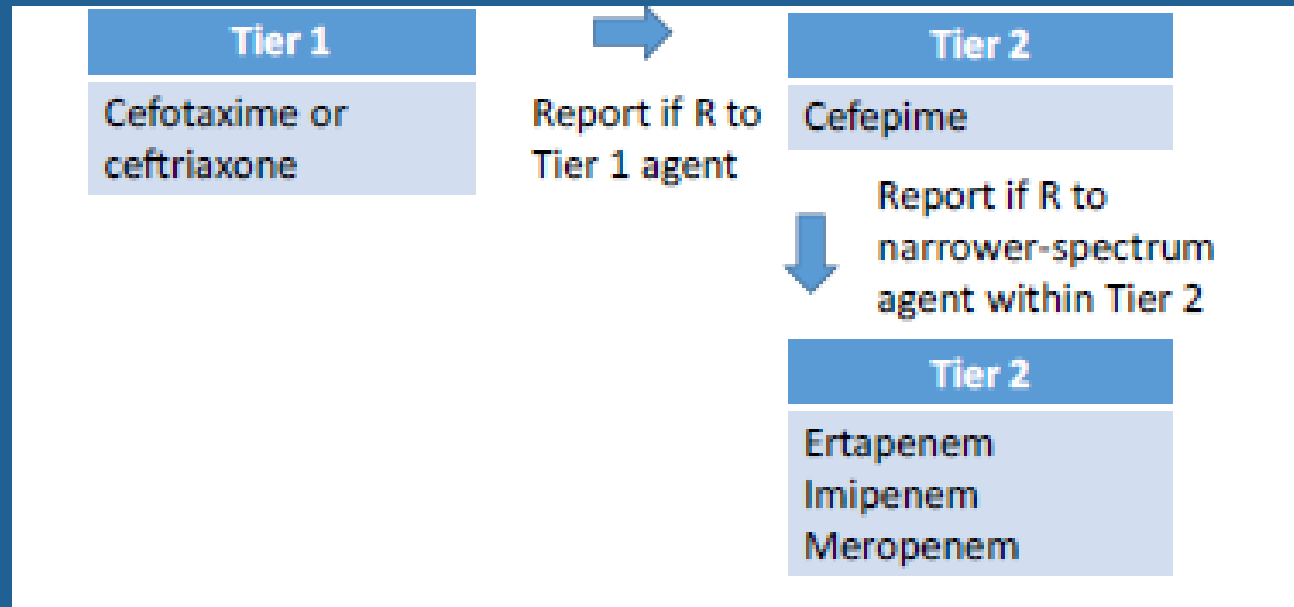 Tier 1
Cefotaxime or
ceftriaxone
Report if R to
Tier 1 agent
Tier 2
Cefepime
Report if R to
narrower-spectrum
agent within Tier 2
Tier 2
Ertapenem
Imipenem
Meropenem